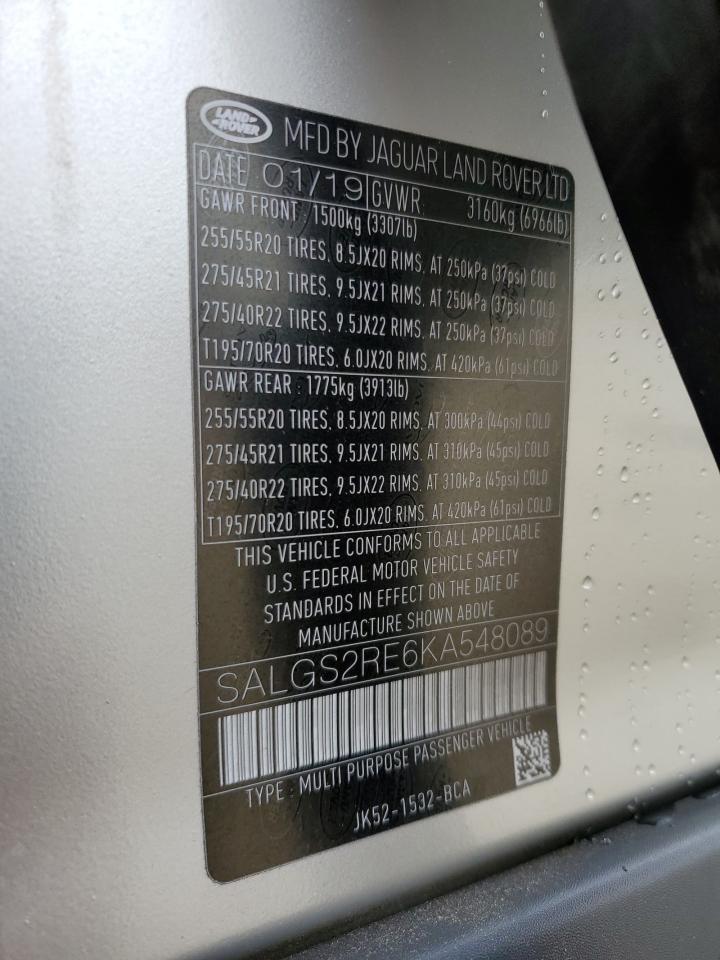 LAND ROVER
MFD BY JAGUAR LAND ROVER LTD
DATE 01/19 GVWR: 3160kg (6966lb)
GAWR FRONT : 1500kg (3307lb)
255/55R20 TIRES, 8.5JX20 RIMS, AT 250kPa (37psi) COLD
275/45R21 TIRES, 9.5JX21 RIMS, AT 250kPa (37psi) COLD
275/40R22 TIRES, 9.5JX22 RIMS, AT 250kPa (37psi) COLD
T195/70R20 TIRES, 6.0JX20 RIMS, AT 420kPa (61psi) COLD
GAWR REAR : 1775kg (3913lb)
255/55R20 TIRES, 8.5JX20 RIMS, AT 300kPa (44psi) COLD
275/45R21 TIRES, 9.5JX21 RIMS, AT 310kPa (45psi) COLD
275/40R22 TIRES, 9.5JX22 RIMS, AT 310kPa (45psi) COLD
T195/70R20 TIRES, 6.0JX20 RIMS, AT 420kPa (61psi) COLD
THIS VEHICLE CONFORMS TO ALL APPLICABLE
U.S. FEDERAL MOTOR VEHICLE SAFETY
STANDARDS IN EFFECT ON THE DATE OF
MANUFACTURE SHOWN ABOVE
SALGS2RE6KA548089
TYPE : MULTI PURPOSE PASSENGER VEHICLE
JK52-1532-BCA